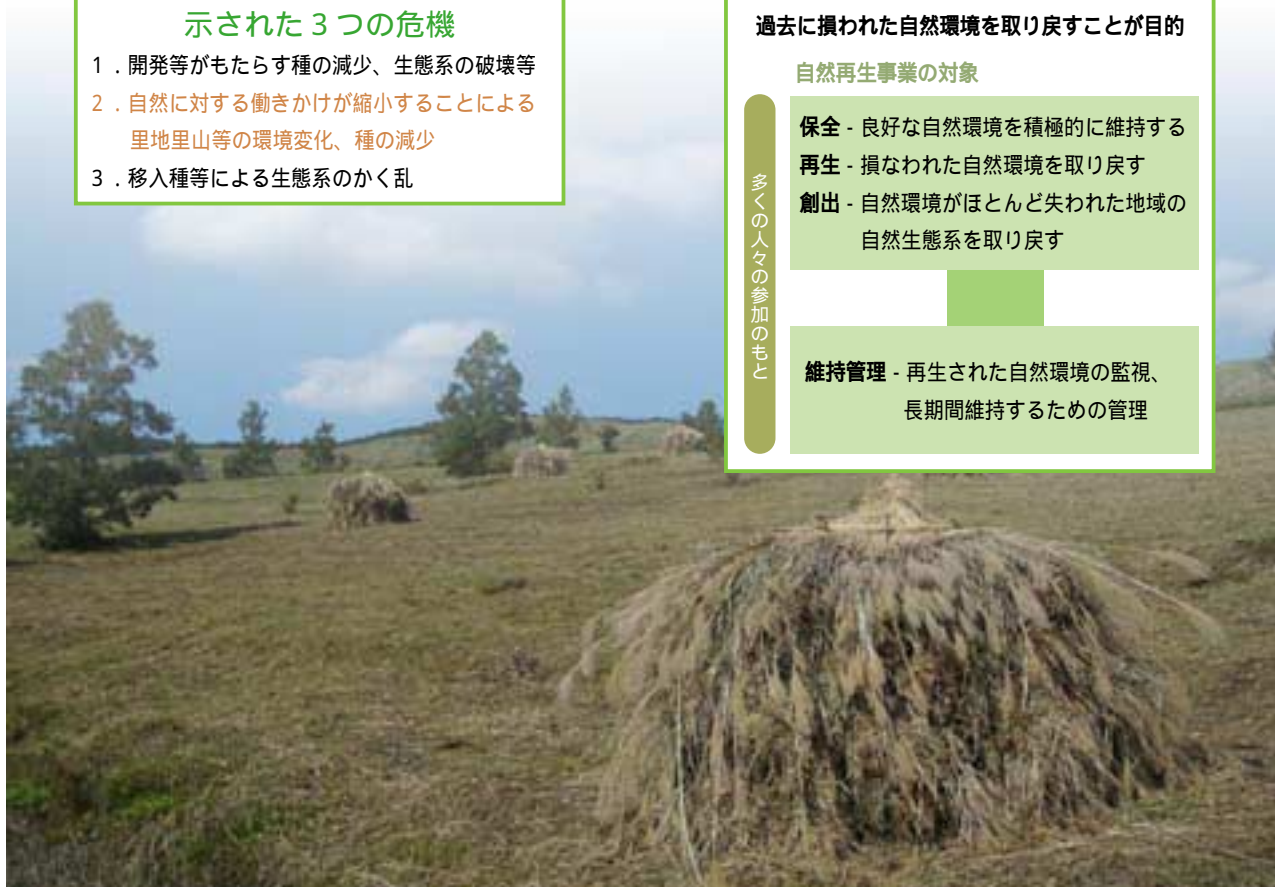 示された3つの危機
1．開発等がもたらす種の減少、生態系の破壊等
2．自然に対する働きかけが縮小することによる
里地里山等の環境変化、種の減少
3．移入種等による生態系のかく乱
過去に損われた自然環境を取り戻すことが目的
自然再生事業の対象
多くの人々の参加のもと
保全 - 良好な自然環境を積極的に維持する
再生 - 損なわれた自然環境を取り戻す
創出 - 自然環境がほとんど失われた地域の
自然生態系を取り戻す
維持管理 - 再生された自然環境の監視、
長期間維持するための管理